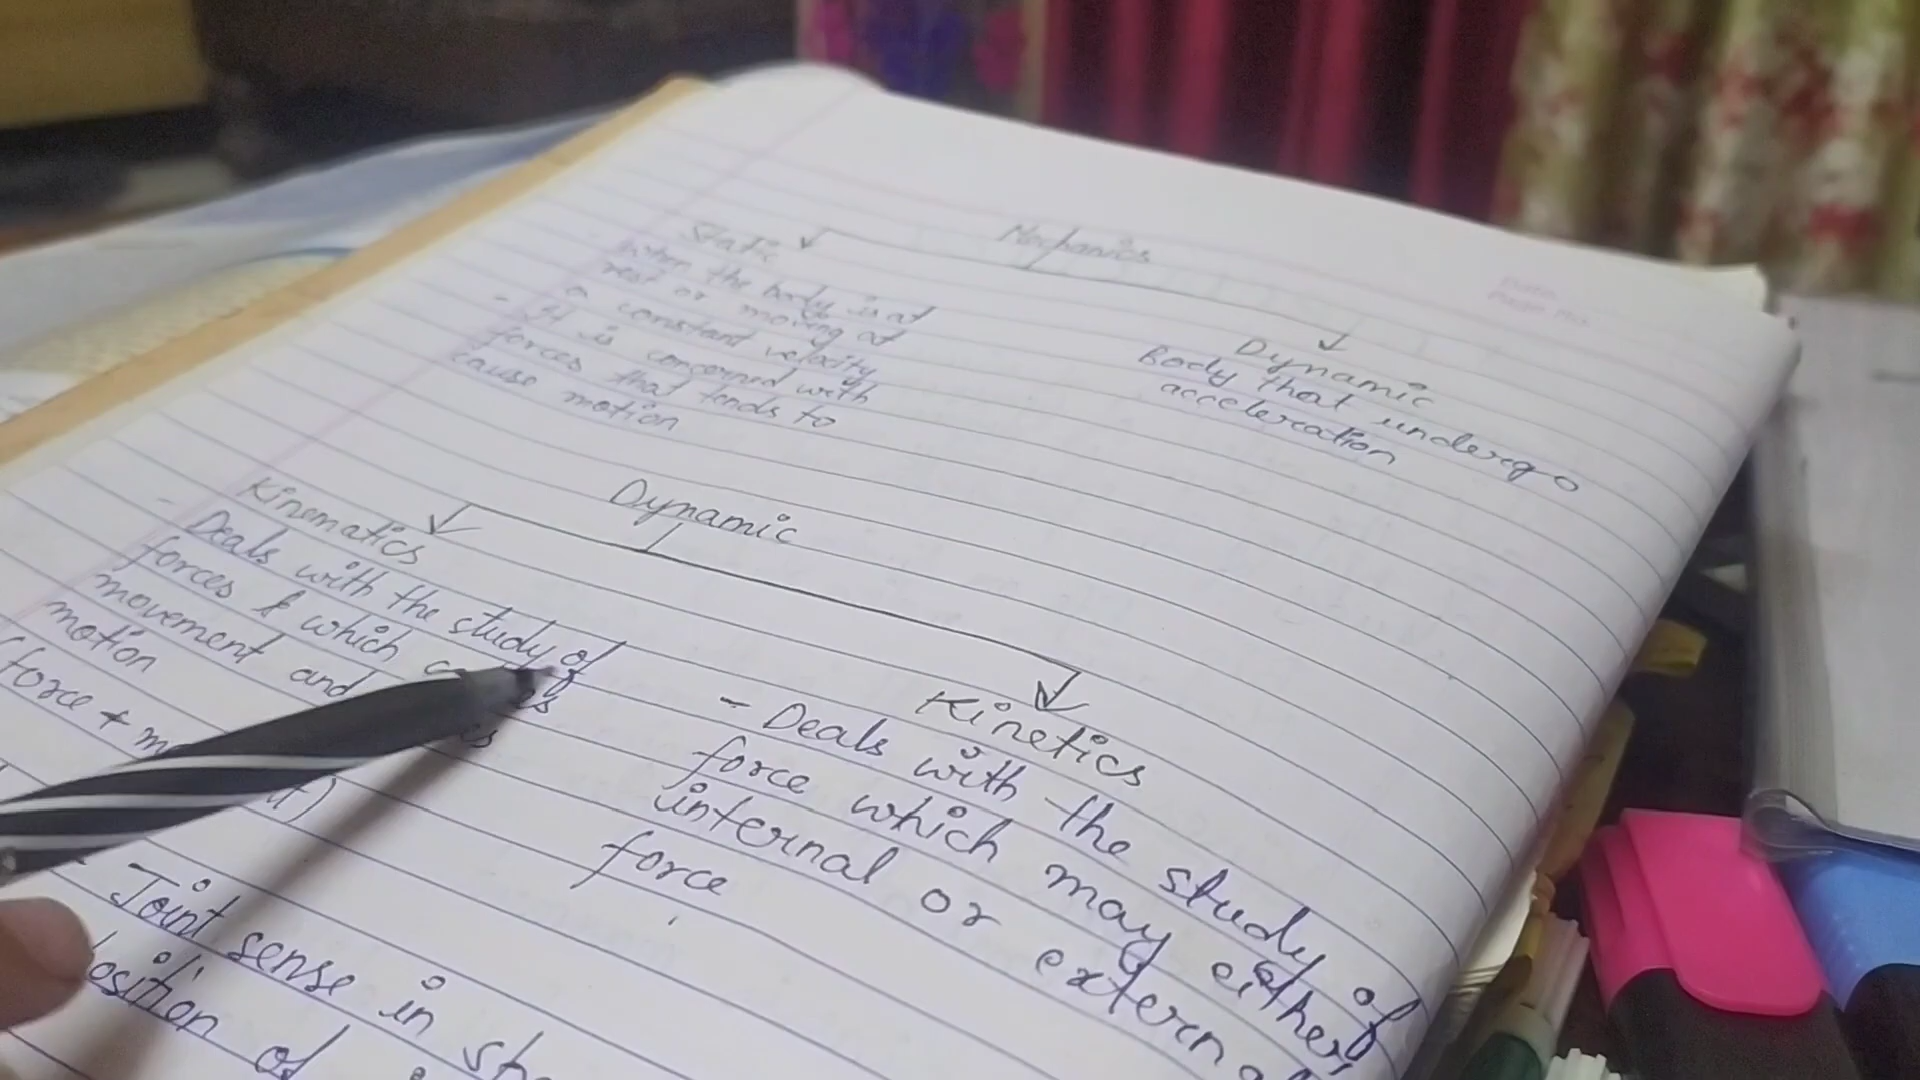 Mechanics
Static
When the body is at
rest or moving at
a constant velocity
- It is concerned with
forces that tends to
cause motion
Dynamic
Body that undergo
acceleration
Dynamic
Kinematics
- Deals with the study of
forces & which
movement and
motion
(force + m
Kinetics
- Deals with the study of
force which may either
internal or external
force
- Joint sense in
position of